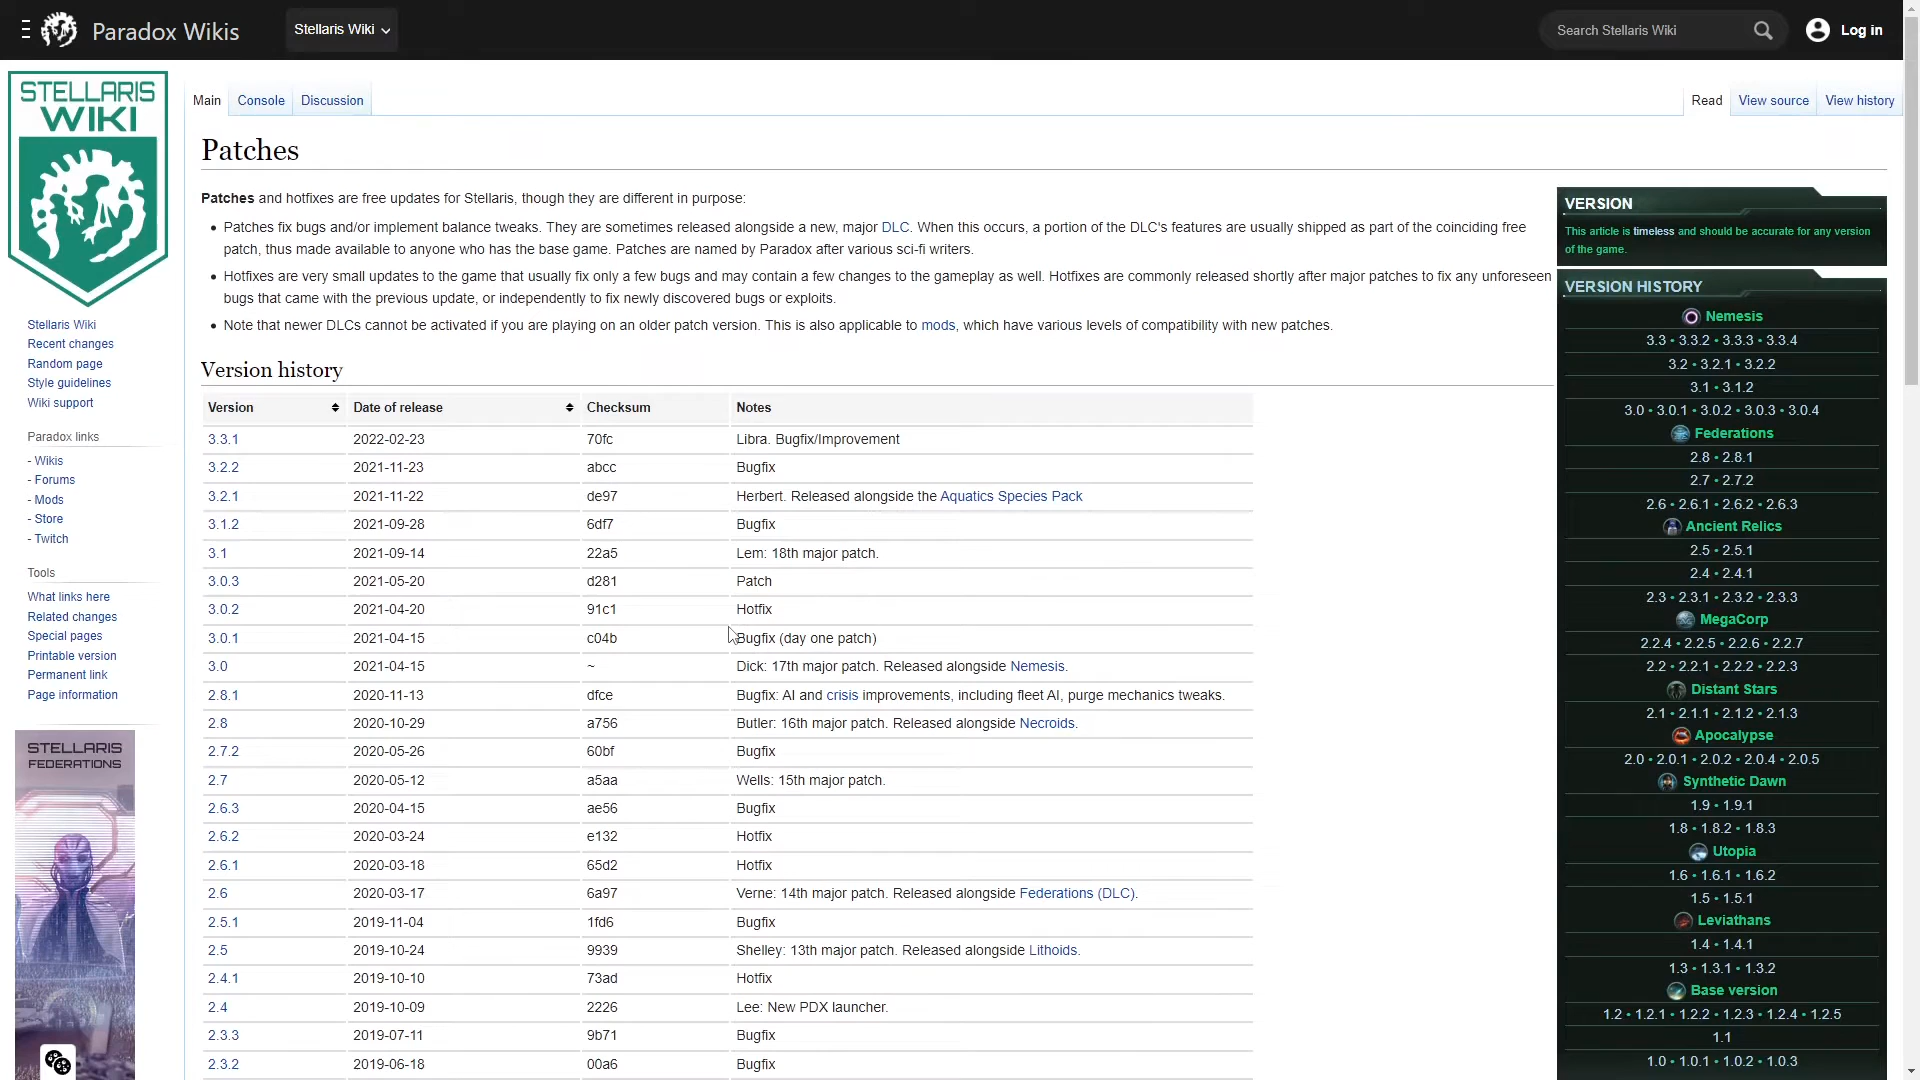 Paradox Wikis
Stellaris Wiki
Search Stellaris Wiki
Log in
STELLARIS
WIKI
Main
Console
Discussion
Read
View source
View history
Patches
Patches and hotfixes are free updates for Stellaris, though they are different in purpose:
Patches fix bugs and/or implement balance tweaks. They are sometimes released alongside a new, major DLC. When this occurs, a portion of the DLC's features are usually shipped as part of the coinciding free
patch, thus made available to anyone who has the base game. Patches are named by Paradox after various sci-fi writers.
Hotfixes are very small updates to the game that usually fix only a few bugs and may contain a few changes to the gameplay as well. Hotfixes are commonly released shortly after major patches to fix any unforeseen
bugs that came with the previous update, or independently to fix newly discovered bugs or exploits.
Note that newer DLCs cannot be activated if you are playing on an older patch version. This is also applicable to mods, which have various levels of compatibility with new patches.
Version history
Version Date of release Checksum Notes
3.3.1 2022-02-23 70fc Libra. Bugfix/Improvement
3.2.2 2021-11-23 abcc Bugfix
3.2.1 2021-11-22 de97 Herbert. Released alongside the Aquatics Species Pack
3.1.2 2021-09-28 6df7 Bugfix
3.1 2021-09-14 22a5 Lem: 18th major patch.
3.0.3 2021-05-20 d281 Patch
3.0.2 2021-04-20 91c1 Hotfix
3.0.1 2021-04-15 c04b Bugfix (day one patch)
3.0 2021-04-15 ~ Dick: 17th major patch. Released alongside Nemesis.
2.8.1 2020-11-13 dfce Bugfix: AI and crisis improvements, including fleet AI, purge mechanics tweaks.
2.8 2020-10-29 a756 Butler: 16th major patch. Released alongside Necroids.
2.7.2 2020-05-26 60bf Bugfix
2.7 2020-05-12 a5aa Wells: 15th major patch.
2.6.3 2020-04-15 ae56 Bugfix
2.6.2 2020-03-24 e132 Hotfix
2.6.1 2020-03-18 65d2 Hotfix
2.6 2020-03-17 6a97 Verne: 14th major patch. Released alongside Federations (DLC).
2.5.1 2019-11-04 1fd6 Bugfix
2.5 2019-10-24 9939 Shelley: 13th major patch. Released alongside Lithoids.
2.4.1 2019-10-10 73ad Hotfix
2.4 2019-10-09 2226 Lee: New PDX launcher.
2.3.3 2019-07-11 9b71 Bugfix
2.3.2 2019-06-18 00a6 Bugfix
Stellaris Wiki
Recent changes
Random page
Style guidelines
Wiki support
Paradox links
- Wikis
- Forums
- Mods
- Store
- Twitch
Tools
What links here
Related changes
Special pages
Printable version
Permanent link
Page information
STELLARIS
FEDERATIONS
VERSION
This article is timeless and should be accurate for any version
of the game.
VERSION HISTORY
Nemesis
3.3 • 3.3.2 • 3.3.3 • 3.3.4
3.2 • 3.2.1 • 3.2.2
3.1 • 3.1.2
3.0 • 3.0.1 • 3.0.2 • 3.0.3 • 3.0.4
Federations
2.8 • 2.8.1
2.7 • 2.7.2
2.6 • 2.6.1 • 2.6.2 • 2.6.3
Ancient Relics
2.5 • 2.5.1
2.4 • 2.4.1
2.3 • 2.3.1 • 2.3.2 • 2.3.3
MegaCorp
2.2.4 • 2.2.5 • 2.2.6 • 2.2.7
2.2 • 2.2.1 • 2.2.2 • 2.2.3
Distant Stars
2.1 • 2.1.1 • 2.1.2 • 2.1.3
Apocalypse
2.0 • 2.0.1 • 2.0.2 • 2.0.4 • 2.0.5
Synthetic Dawn
1.9 • 1.9.1
1.8 • 1.8.2 • 1.8.3
Utopia
1.6 • 1.6.1 • 1.6.2
1.5 • 1.5.1
Leviathans
1.4 • 1.4.1
1.3 • 1.3.1 • 1.3.2
Base version
1.2 • 1.2.1 • 1.2.2 • 1.2.3 • 1.2.4 • 1.2.5
1.1
1.0 • 1.0.1 • 1.0.2 • 1.0.3